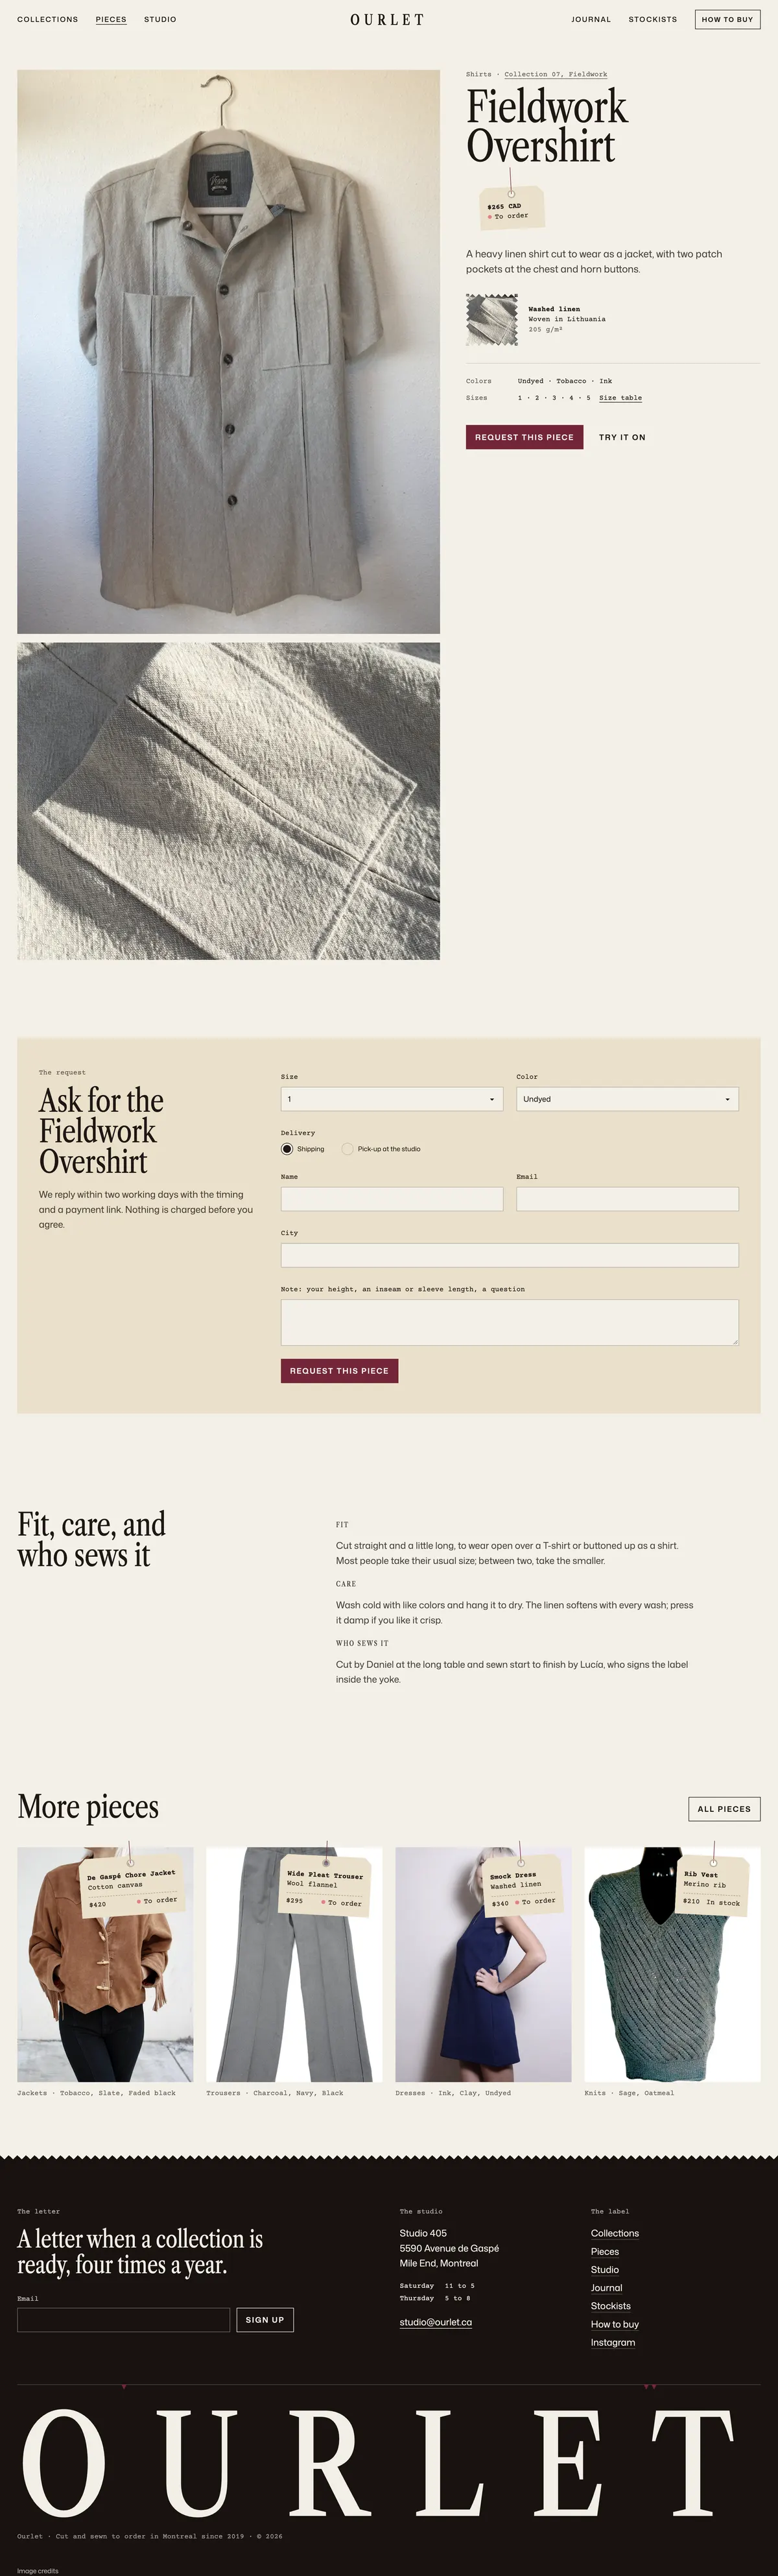 COLLECTIONS PIECES STUDIO OURLET JOURNAL STOCKISTS HOW TO BUY
Shirts · Collection 07, Fieldwork
Fieldwork
Overshirt
$265 CAD
To order
A heavy linen shirt cut to wear as a jacket, with two patch
pockets at the chest and horn buttons.
Washed linen
Woven in Lithuania
205 g/m²
Colors Undyed · Tobacco · Ink
Sizes 1 · 2 · 3 · 4 · 5 Size table
REQUEST THIS PIECE TRY IT ON
The request
Ask for the
Fieldwork
Overshirt
We reply within two working days with the timing
and a payment link. Nothing is charged before you
agree.
Size Color
1 Undyed
Delivery
Shipping Pick-up at the studio
Name Email
City
Note: your height, an inseam or sleeve length, a question
REQUEST THIS PIECE
Fit, care, and
who sews it
FIT
Cut straight and a little long, to wear open over a T-shirt or buttoned up as a shirt.
Most people take their usual size; between two, take the smaller.
CARE
Wash cold with like colors and hang it to dry. The linen softens with every wash; press
it damp if you like it crisp.
WHO SEWS IT
Cut by Daniel at the long table and sewn start to finish by Lucía, who signs the label
inside the yoke.
More pieces
ALL PIECES
De Gaspé Chore Jacket
Cotton canvas
$420 To order
Jackets · Tobacco, Slate, Faded black
Wide Pleat Trouser
Wool flannel
$295 To order
Trousers · Charcoal, Navy, Black
Smock Dress
Washed linen
$340 To order
Dresses · Ink, Clay, Undyed
Rib Vest
Merino rib
$210 In stock
Knits · Sage, Oatmeal
The letter
A letter when a collection is
ready, four times a year.
Email
SIGN UP
The studio
Studio 405
5590 Avenue de Gaspé
Mile End, Montreal
Saturday 11 to 5
Thursday 5 to 8
studio@ourlet.ca
The label
Collections
Pieces
Studio
Journal
Stockists
How to buy
Instagram
OURLET
Ourlet · Cut and sewn to order in Montreal since 2019 · © 2026
Image credits